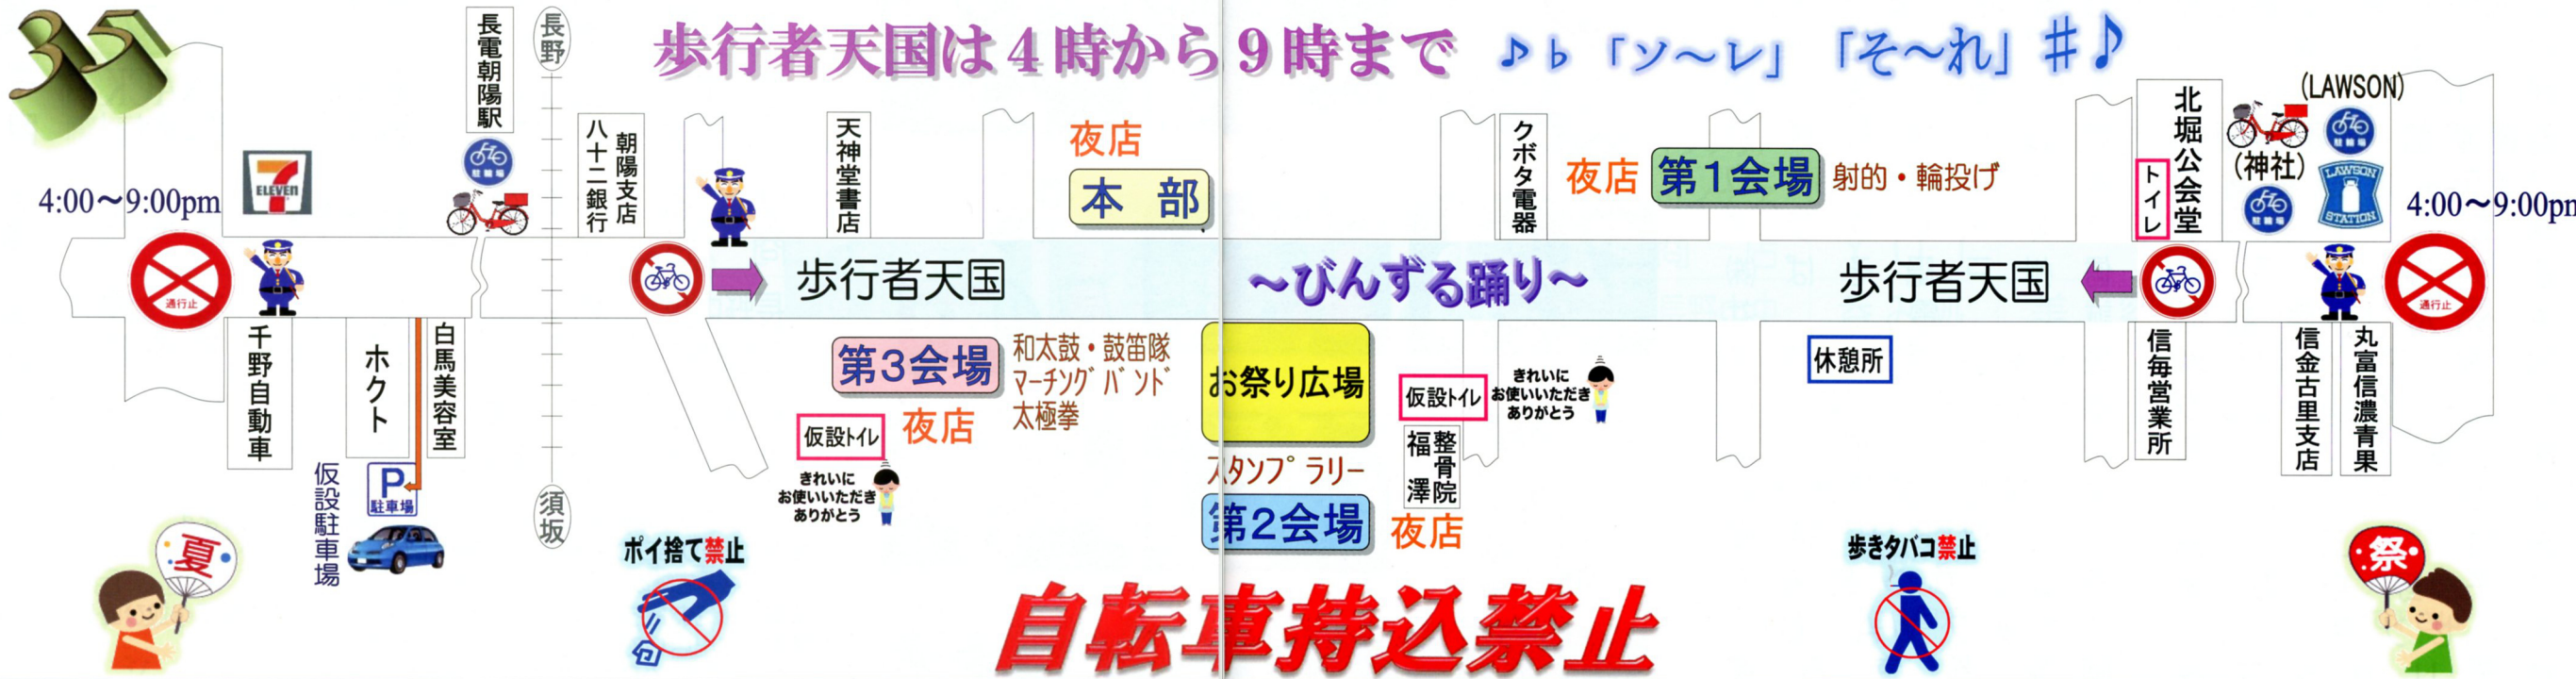 35
歩行者天国は4時から9時まで
♪♭「ソ～レ」「そ～れ」♯♪
長電朝陽駅
駐輪場
長野
須坂
4:00～9:00pm
7
ELEVEN
通行止
千野自動車
ホクト
白馬美容室
仮設駐車場
P
駐車場
夏
八十二銀行
朝陽支店
天神堂書店
夜店
本 部
歩行者天国
～びんずる踊り～
第3会場
和太鼓・鼓笛隊
マーチングバンド
太極拳
仮設トイレ
夜店
きれいに
お使いいただき
ありがとう
お祭り広場
スタンプラリー
第2会場
夜店
仮設トイレ
きれいに
お使いいただき
ありがとう
福澤
整骨院
クボタ電器
夜店
第1会場
射的・輪投げ
歩行者天国
休憩所
北堀公会堂
トイレ
(LAWSON)
駐輪場
(神社)
駐輪場
LAWSON
STATION
4:00～9:00pm
通行止
信毎営業所
信金古里支店
丸富信濃青果
ポイ捨て禁止
自転車持込禁止
歩きタバコ禁止
祭